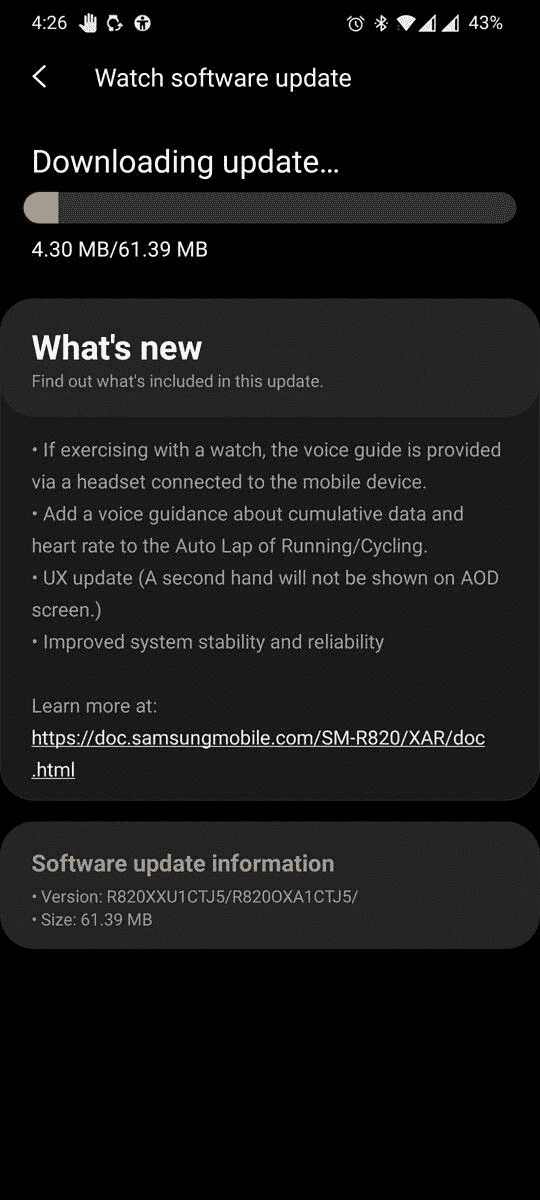 4:26 43%
Watch software update
Downloading update...
4.30 MB/61.39 MB
What's new
Find out what's included in this update.
• If exercising with a watch, the voice guide is provided
via a headset connected to the mobile device.
• Add a voice guidance about cumulative data and
heart rate to the Auto Lap of Running/Cycling.
• UX update (A second hand will not be shown on AOD
screen.)
• Improved system stability and reliability
Learn more at:
https://doc.samsungmobile.com/SM-R820/XAR/doc
.html
Software update information
• Version: R820XXU1CTJ5/R820OXA1CTJ5/
• Size: 61.39 MB